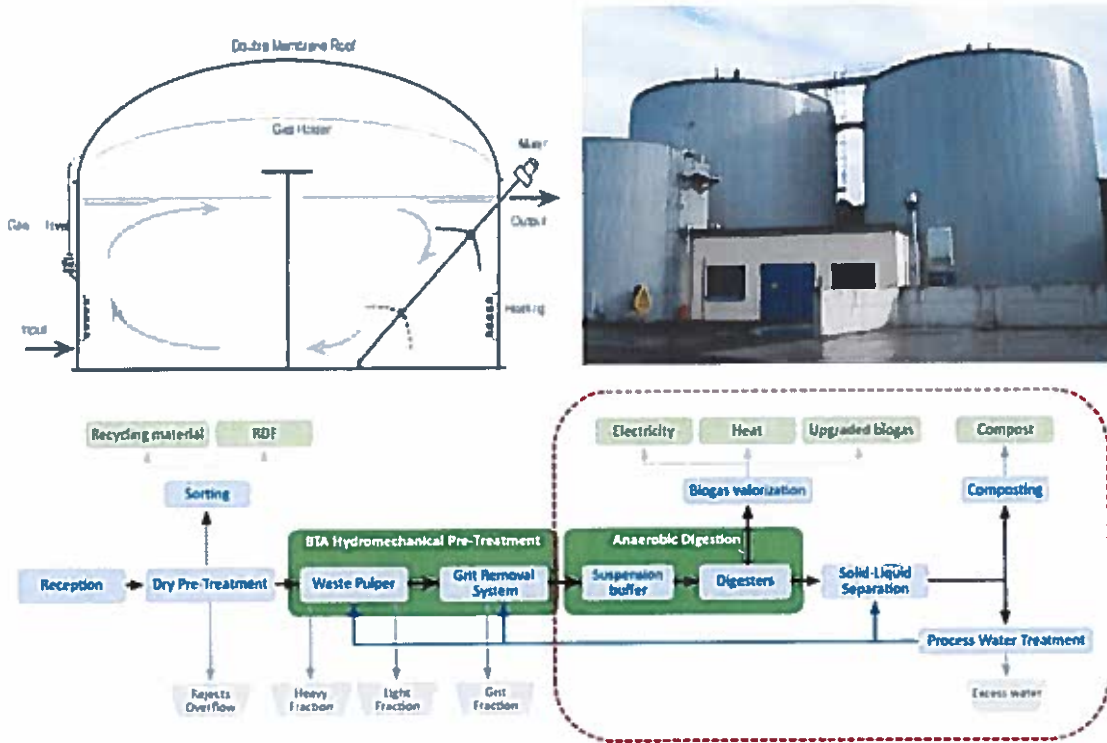 Double Membrane Roof
Gas Holder
Mixer
Output
Heating
Input
Recycling material
RDF
Sorting
Electricity
Heat
Upgraded biogas
Compost
Biogas valorization
Composting
BTA Hydromechanical Pre-Treatment
Anaerobic Digestion
Reception
Dry Pre-Treatment
Waste Pulper
Grit Removal
System
Suspension
buffer
Digesters
Solid-Liquid
Separation
Process Water Treatment
Rejects
Overflow
Heavy
Fraction
Light
Fraction
Grit
Fraction
Excess water